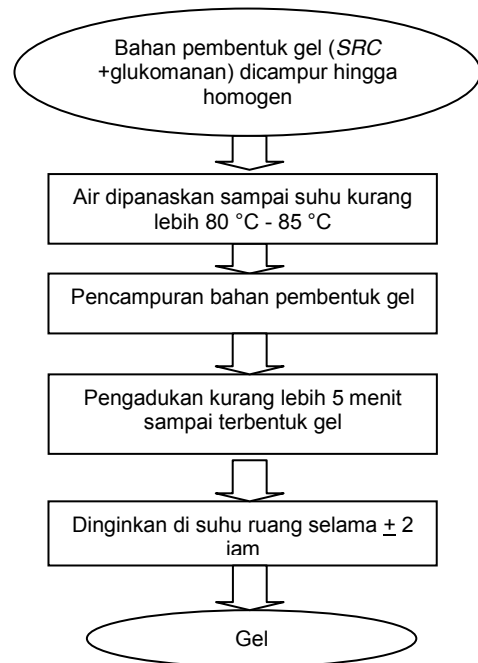 Bahan pembentuk gel (SRC
+glukomanan) dicampur hingga
homogen
Air dipanaskan sampai suhu kurang
lebih 80 °C - 85 °C
Pencampuran bahan pembentuk gel
Pengadukan kurang lebih 5 menit
sampai terbentuk gel
Dinginkan di suhu ruang selama ± 2
jam
Gel